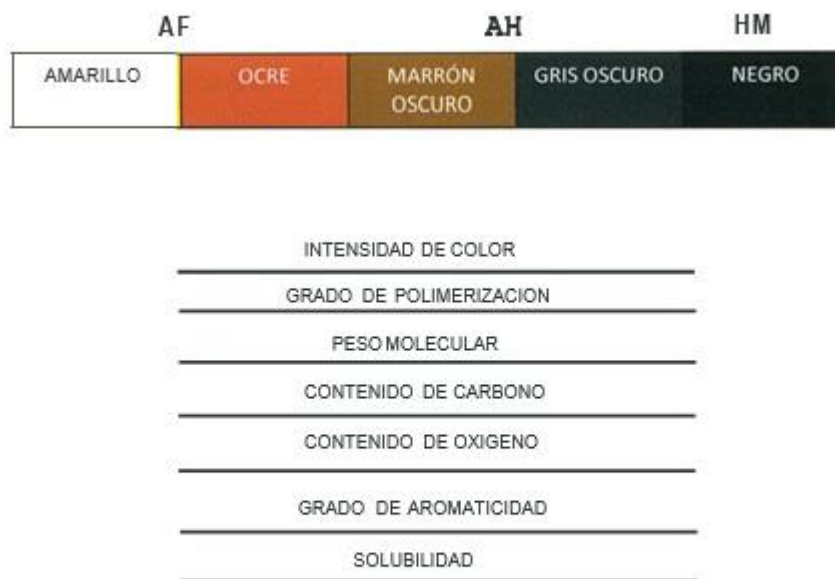 AF AH HM
AMARILLO OCRE MARRÓN OSCURO GRIS OSCURO NEGRO
INTENSIDAD DE COLOR
GRADO DE POLIMERIZACION
PESO MOLECULAR
CONTENIDO DE CARBONO
CONTENIDO DE OXIGENO
GRADO DE AROMATICIDAD
SOLUBILIDAD